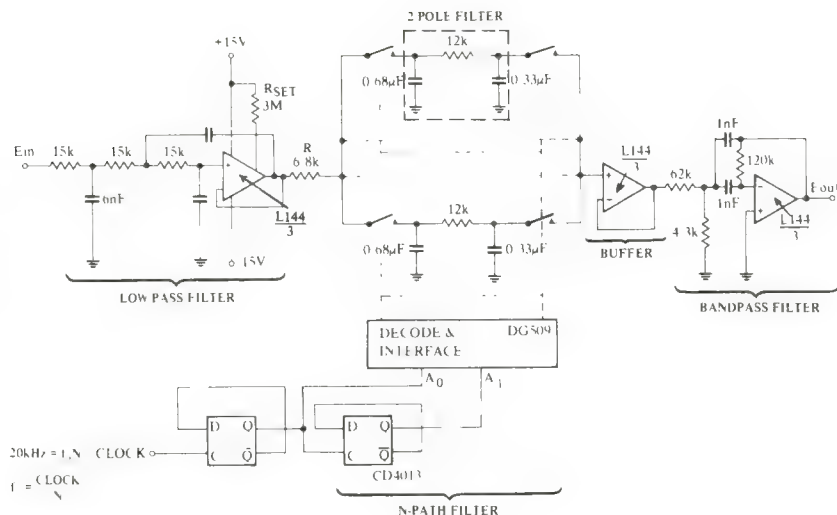 2 POLE FILTER
+15V
12k
RSET
3M
0.68µF
0.33µF
1nF
15k
15k
15k
R
6.8k
Ein
L144
3
62k
120k
Eout
6nF
L144
3
12k
1nF
L144
3
4.3k
0.68µF
0.33µF
BUFFER
15V
LOW PASS FILTER
BANDPASS FILTER
DECODE & INTERFACE
DG509
A0
A1
D Q
D Q
20kHz = f.N CLOCK
C Q̅
C Q̅
CD4013
f = CLOCK
N
N-PATH FILTER